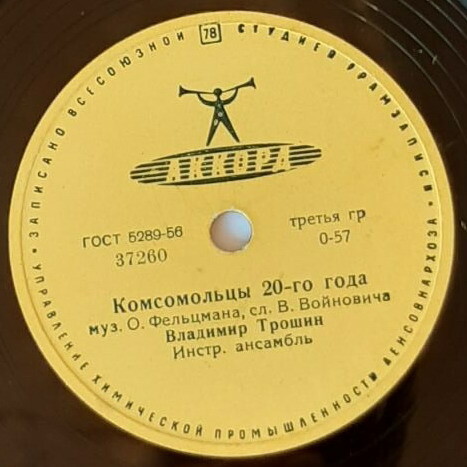 ЗАПИСАНО ВСЕСОЮЗНОЙ 78 СТУДИЕЙ ГРАМЗАПИСИ
АККОРД
ГОСТ 5289-56
37260
третья гр
0-57
Комсомольцы 20-го года
муз. О. Фельцмана, сл. В. Войновича
Владимир Трошин
Инстр. ансамбль
УПРАВЛЕНИЕ ХИМИЧЕСКОЙ ПРОМЫШЛЕННОСТИ ЛЕНСОВНАРХОЗА